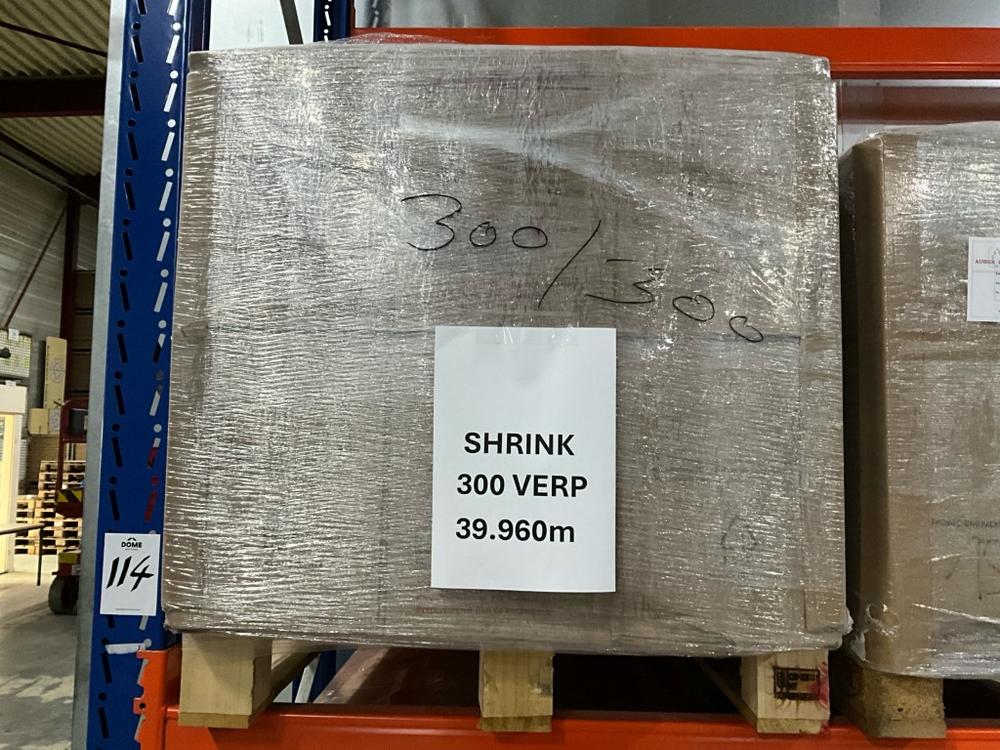 300/300
SHRINK
300 VERP
39.960m
DOME
114